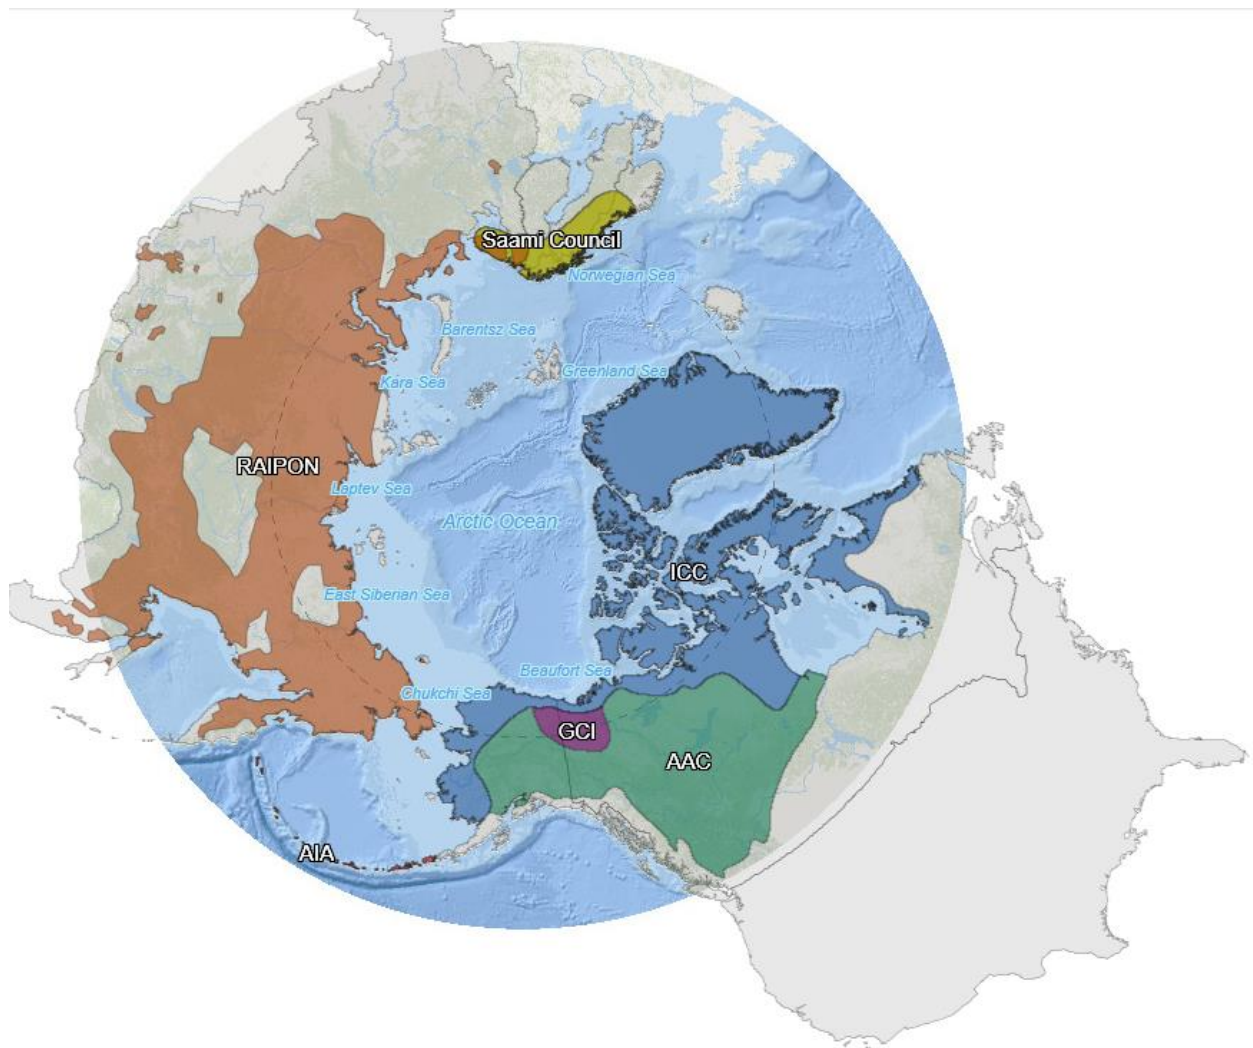 Saami Council
Norwegian Sea
Barentsz Sea
Greenland Sea
Kara Sea
RAIPON
Laptev Sea
Arctic Ocean
ICC
East Siberian Sea
Beaufort Sea
Chukchi Sea
GCI
AAC
AIA